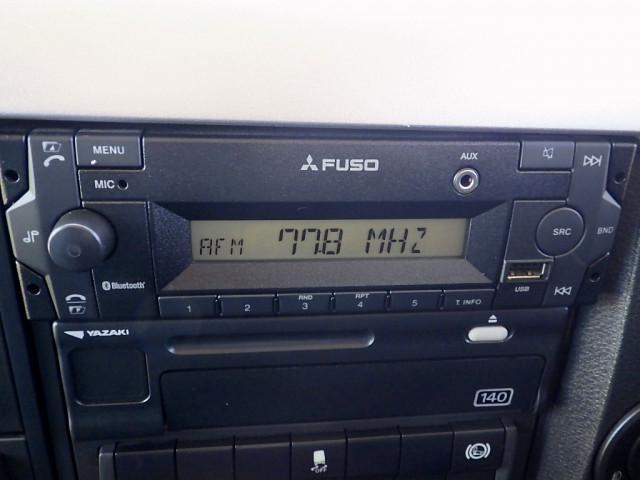 MENU
FUSO
AUX
MIC
AFM 77.8 MHZ
SRC
BND
Bluetooth
USB
RND
RPT
1 2 3 4 5 T. INFO
YAZAKI
140
OFF